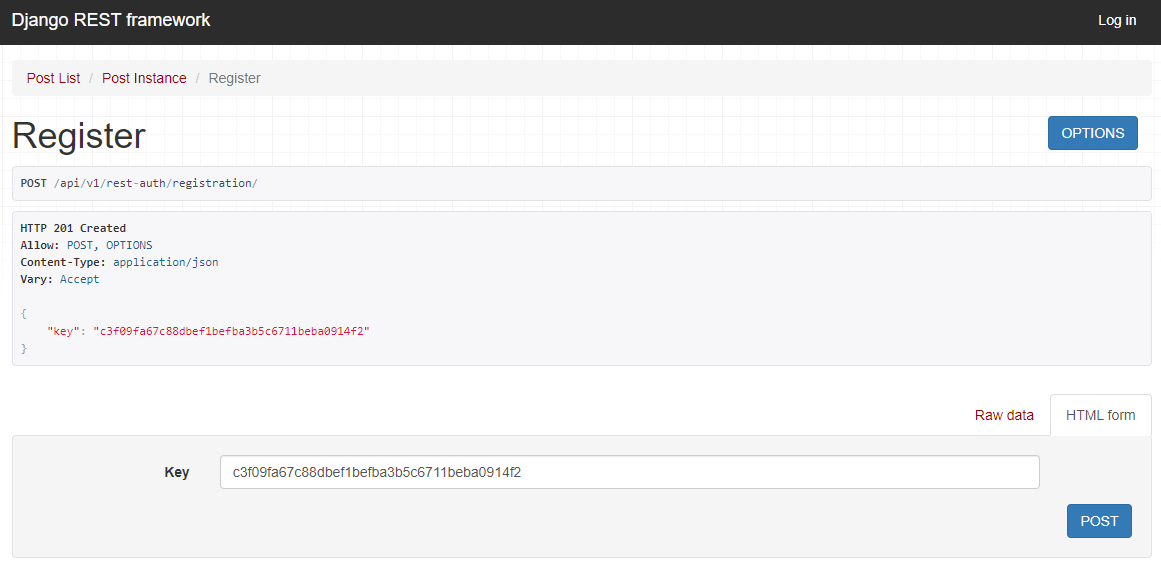 Django REST framework
Log in
Post List / Post Instance / Register
Register
OPTIONS
POST /api/v1/rest-auth/registration/
HTTP 201 Created
Allow: POST, OPTIONS
Content-Type: application/json
Vary: Accept
{
"key": "c3f09fa67c88dbef1befba3b5c6711beba0914f2"
}
Raw data
HTML form
Key
c3f09fa67c88dbef1befba3b5c6711beba0914f2
POST